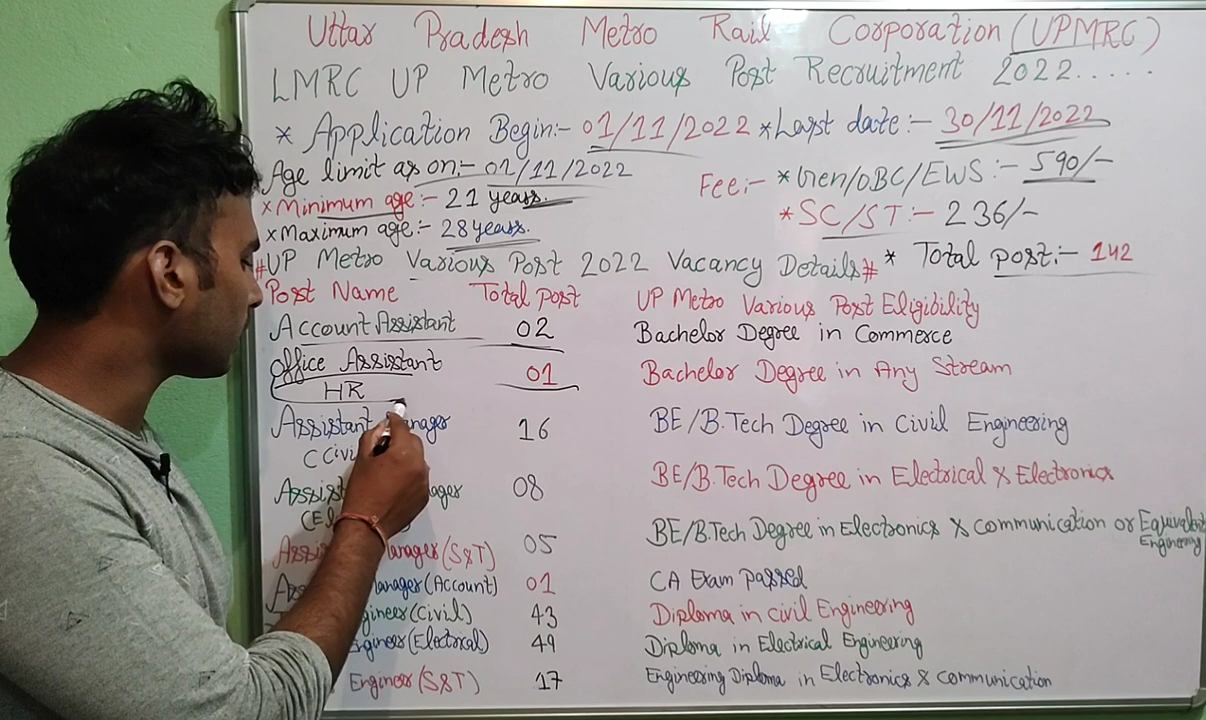 Uttar Pradesh Metro Rail Corporation (UPMRC)
LMRC UP Metro Various Post Recruitment 2022.....
* Application Begin:- 01/11/2022 *Last date:- 30/11/2022
Age limit as on:- 01/11/2022
Fee:- *Gen/OBC/EWS:- 590/-
*Minimum age:- 21 years.
*SC/ST:- 236/-
*Maximum age:- 28 years.
#UP Metro Various Post 2022 Vacancy Details# * Total post:- 142
Post Name Total post UP Metro Various Post Eligibility
Account Assistant 02 Bachelor Degree in Commerce
Office Assistant 01 Bachelor Degree in Any Stream
HR
Assistant 16 BE/B.Tech Degree in Civil Engineering
08 BE/B.Tech Degree in Electrical & Electronics
05 BE/B.Tech Degree in Electronics & communication or Equivalent Engineering
(S&T)
(Account) 01 CA Exam passed
(Civil) 43 Diploma in civil Engineering
(Electrical) 49 Diploma in Electrical Engineering
Engineer (S&T) 17 Engineering Diploma in Electronics & communication